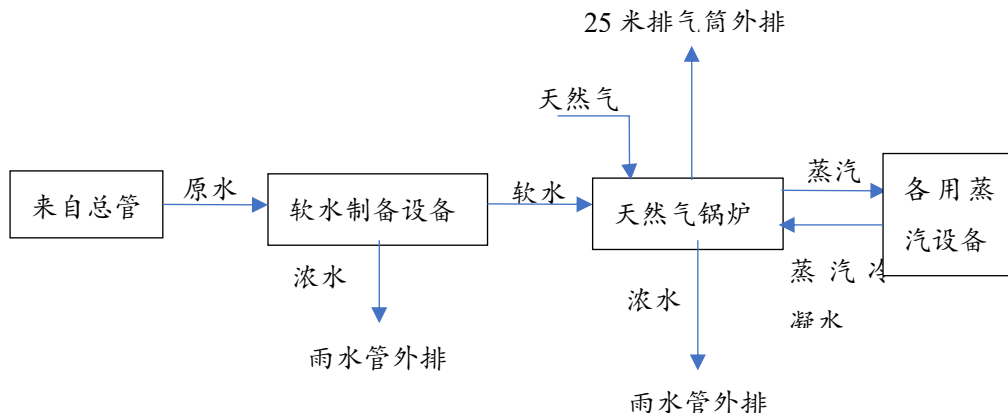 25 米排气筒外排
天然气
来自总管
原水
软水制备设备
软水
天然气锅炉
蒸汽
各用蒸
汽设备
浓水
雨水管外排
浓水
雨水管外排
蒸 汽 冷
凝水